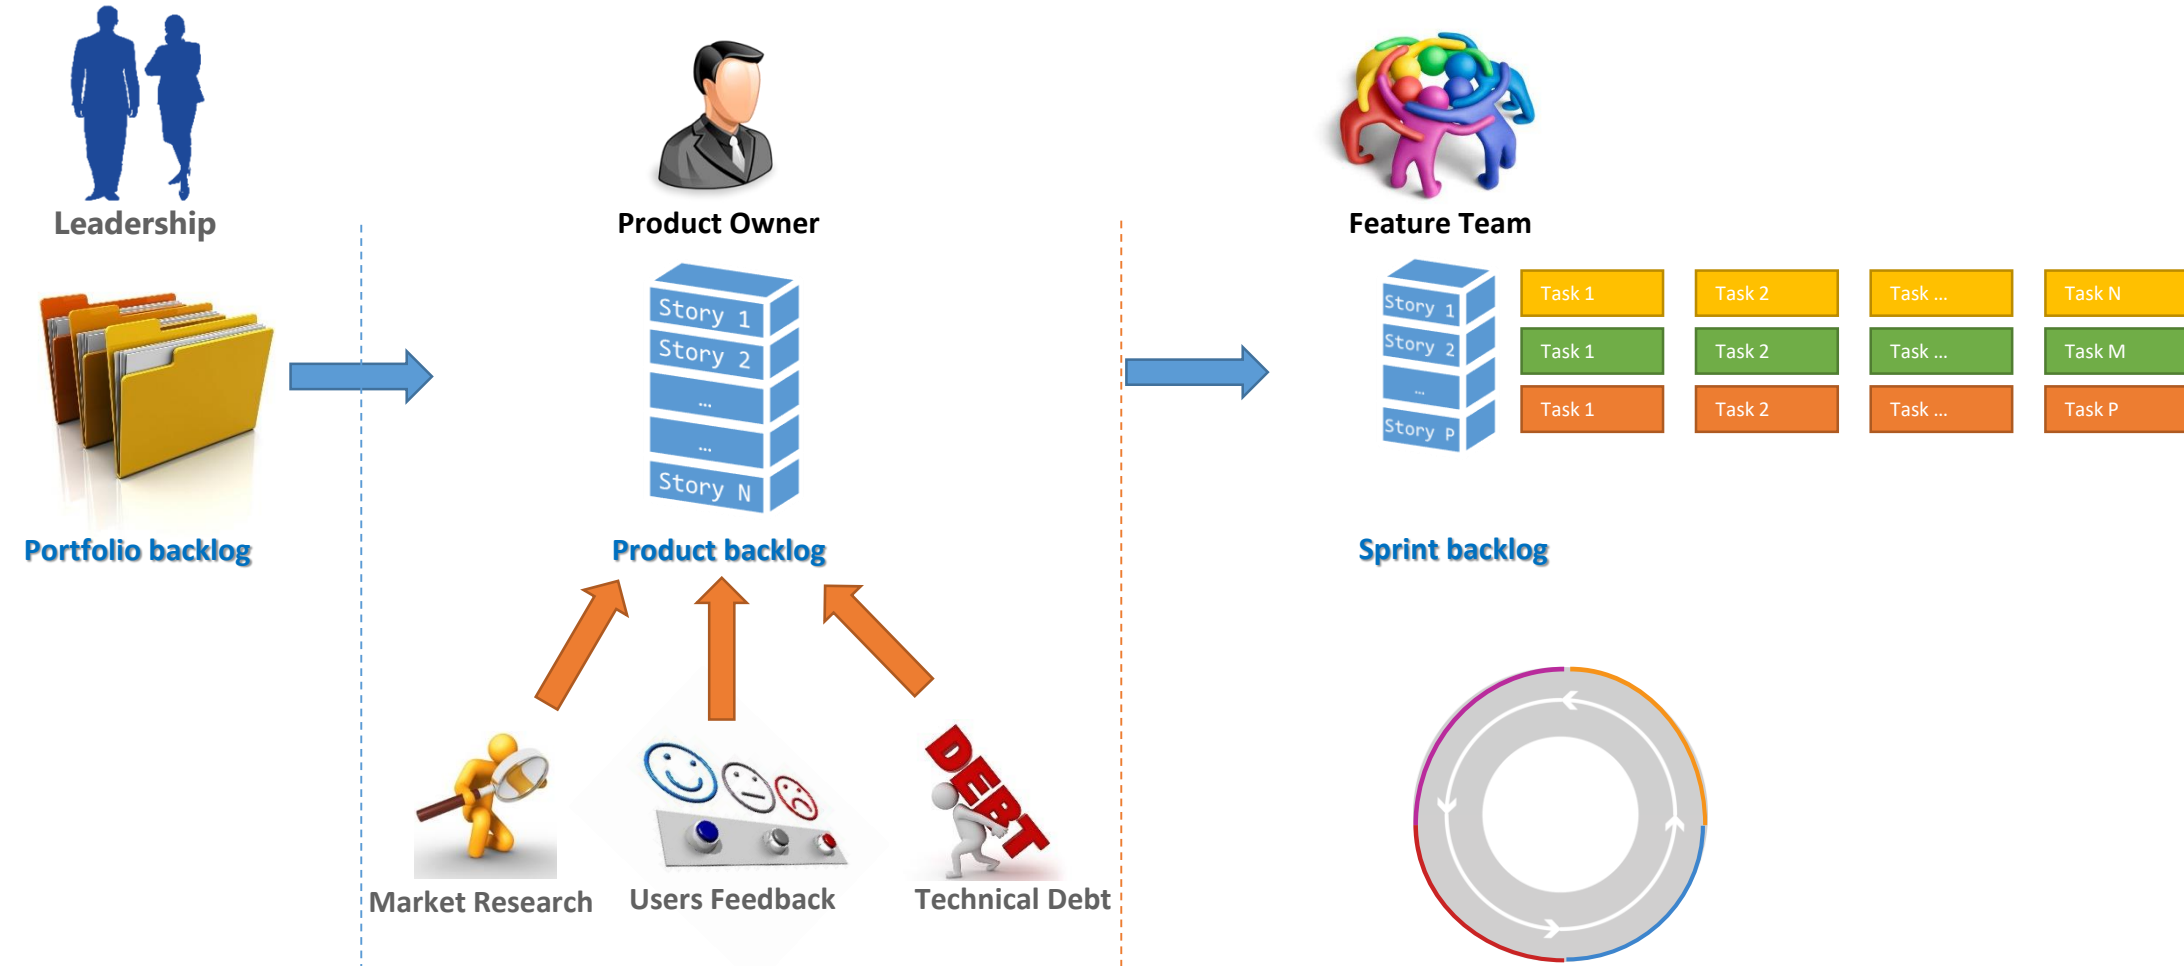 Leadership
Product Owner
Feature Team
Story 1
Story 2
...
...
Story N
Story 1
Story 2
...
Story P
Task 1
Task 2
Task ...
Task N
Task 1
Task 2
Task ...
Task M
Task 1
Task 2
Task ...
Task P
Portfolio backlog
Product backlog
Sprint backlog
DEBT
Market Research
Users Feedback
Technical Debt